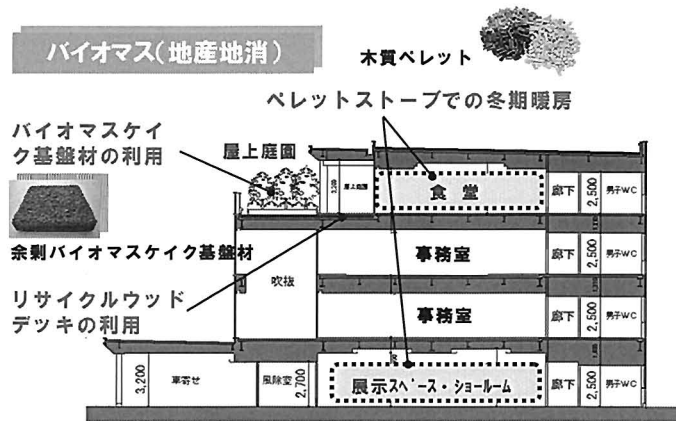 バイオマス(地産地消)
木質ペレット
ペレットストーブでの冬期暖房
バイオマスケイ
ク基盤材の利用
屋上庭園
3,200
屋上庭園
食 堂
廊下
2,500
男子WC
余剰バイオマスケイク基盤材
事務室
廊下
2,500
男子WC
吹抜
リサイクルウッド
デッキの利用
事務室
廊下
2,500
男子WC
3,200
車寄せ
風除室
2,700
展示スペース・ショールーム
廊下
2,500
男子WC